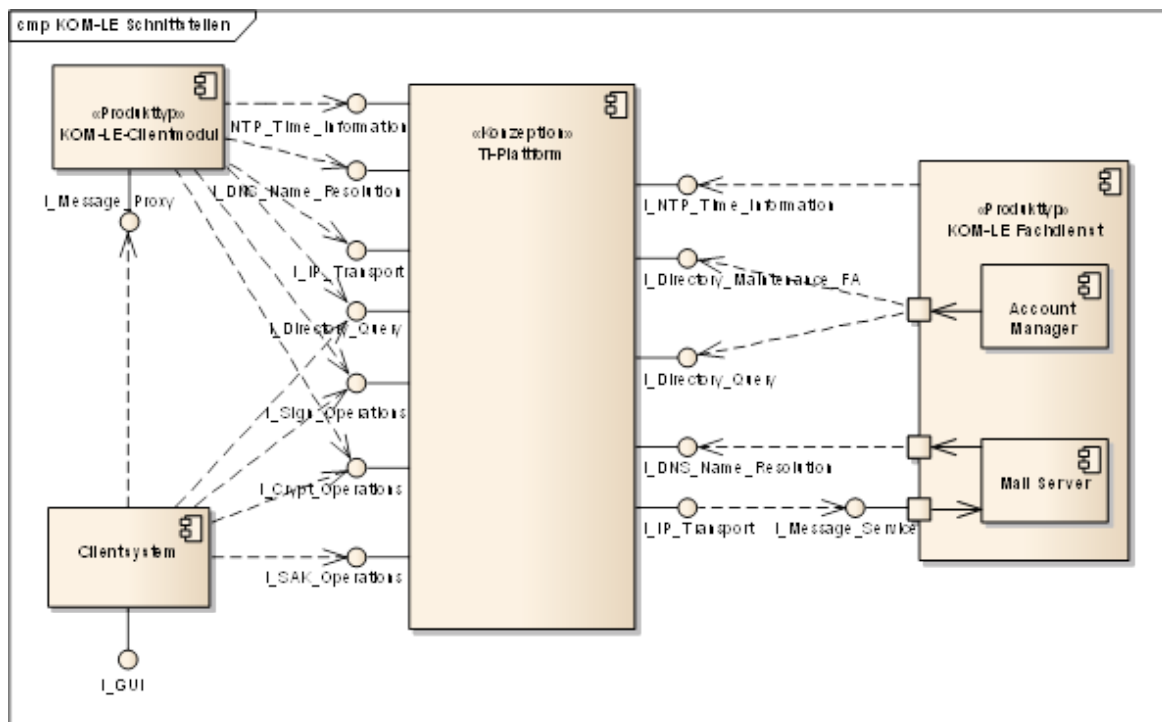 cmp KOM-LE Schnittstellen
«Produkttyp»
KOM-LE-Clientmodul
I_Message_Proxy
Clientsystem
I_GUI
NTP_Time_Information
I_DNS_Name_Resolution
I_IP_Transport
I_Directory_Query
I_Sign_Operations
I_Crypt_Operations
I_SAK_Operations
«Konzeption»
TI-Plattform
I_NTP_Time_Information
I_Directory_Maintenance_FA
I_Directory_Query
I_DNS_Name_Resolution
I_IP_Transport
I_Message_Service
«Produkttyp»
KOM-LE Fachdienst
Account
Manager
Mail Server